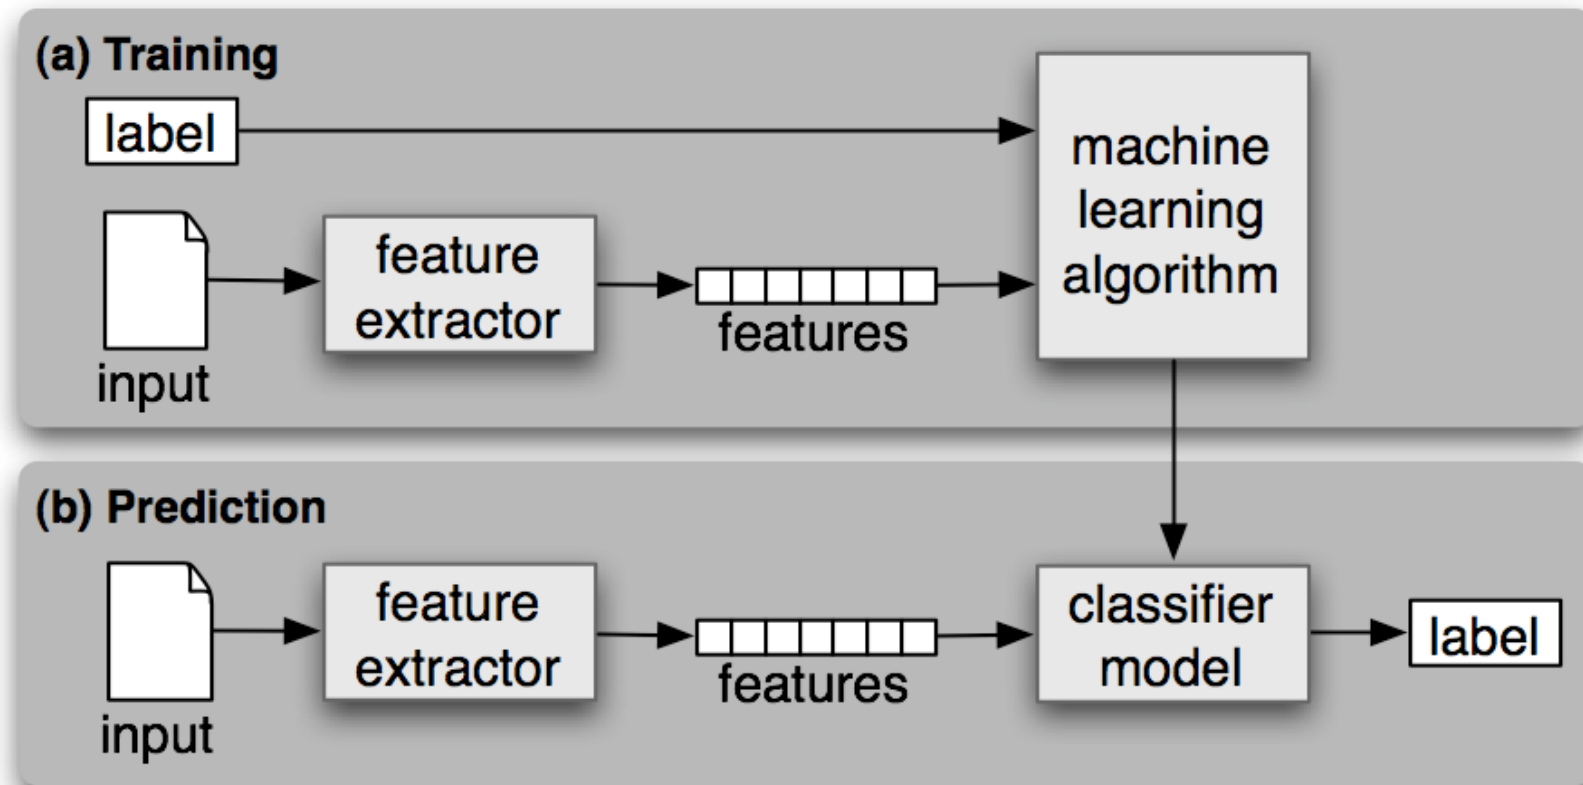 (a) Training
label
machine
learning
algorithm
feature
extractor
features
input
(b) Prediction
feature
extractor
features
classifier
model
label
input